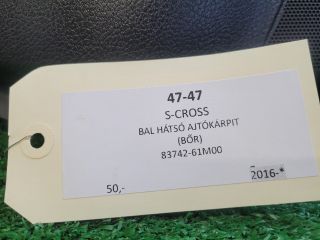 47-47
S-CROSS
BAL HÁTSÓ AJTÓKÁRPIT
(BŐR)
83742-61M00
50,-
2016-*